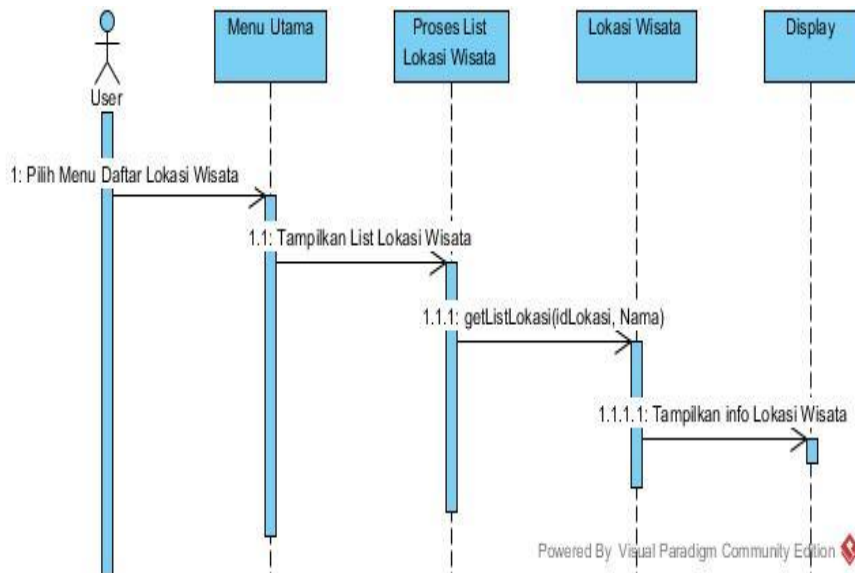 User
Menu Utama
Proses List
Lokasi Wisata
Lokasi Wisata
Display
1: Pilih Menu Daftar Lokasi Wisata
1.1: Tampilkan List Lokasi Wisata
1.1.1: getListLokasi(idLokasi, Nama)
1.1.1.1: Tampilkan info Lokasi Wisata
Powered By Visual Paradigm Community Edition